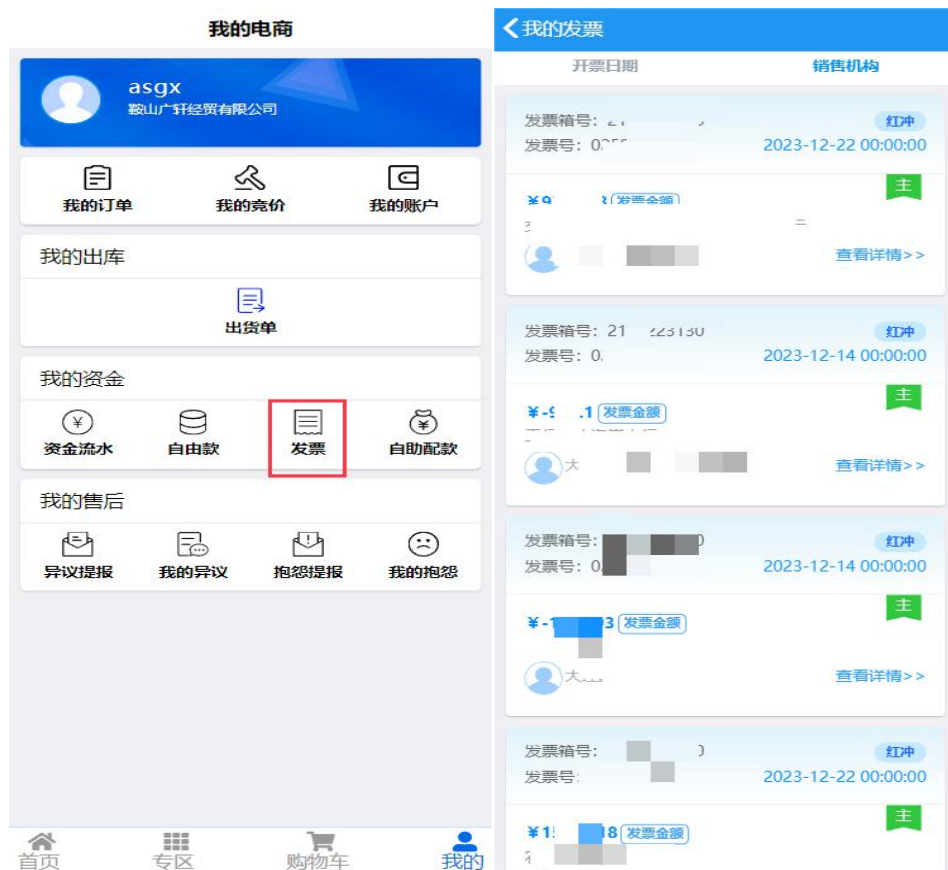 我的电商
asgx
鞍山广轩经贸有限公司
我的订单
我的竞价
我的账户
我的出库
出货单
我的资金
资金流水
自由款
发票
自助配款
我的售后
异议提报
我的异议
抱怨提报
我的抱怨
首页
专区
购物车
我的
我的发票
开票日期
销售机构
发票箱号：
红冲
发票号：
2023-12-22 00:00:00
主
发票金额
查看详情>>
发票箱号：21
红冲
发票号：0
2023-12-14 00:00:00
主
发票金额
大
查看详情>>
发票箱号：
红冲
发票号：0
2023-12-14 00:00:00
主
发票金额
大
查看详情>>
发票箱号：
红冲
发票号:
2023-12-22 00:00:00
主
发票金额